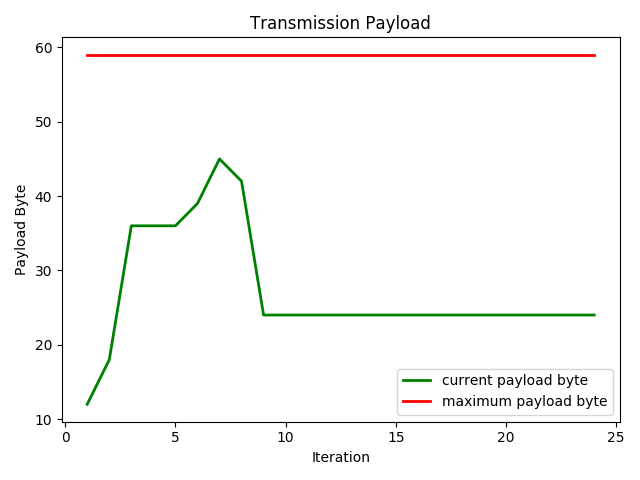 Transmission Payload
60
50
40
30
20
10
Payload Byte
0 5 10 15 20 25
Iteration
current payload byte
maximum payload byte